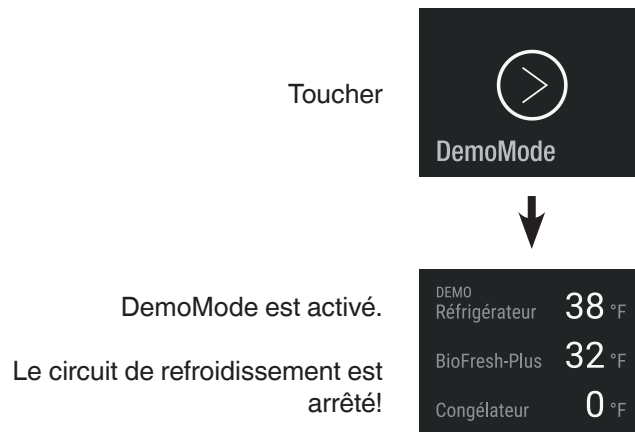 Toucher
DemoMode
DemoMode est activé.
Le circuit de refroidissement est
arrêté!
DEMO
Réfrigérateur 38 °F
BioFresh-Plus 32 °F
Congélateur 0 °F